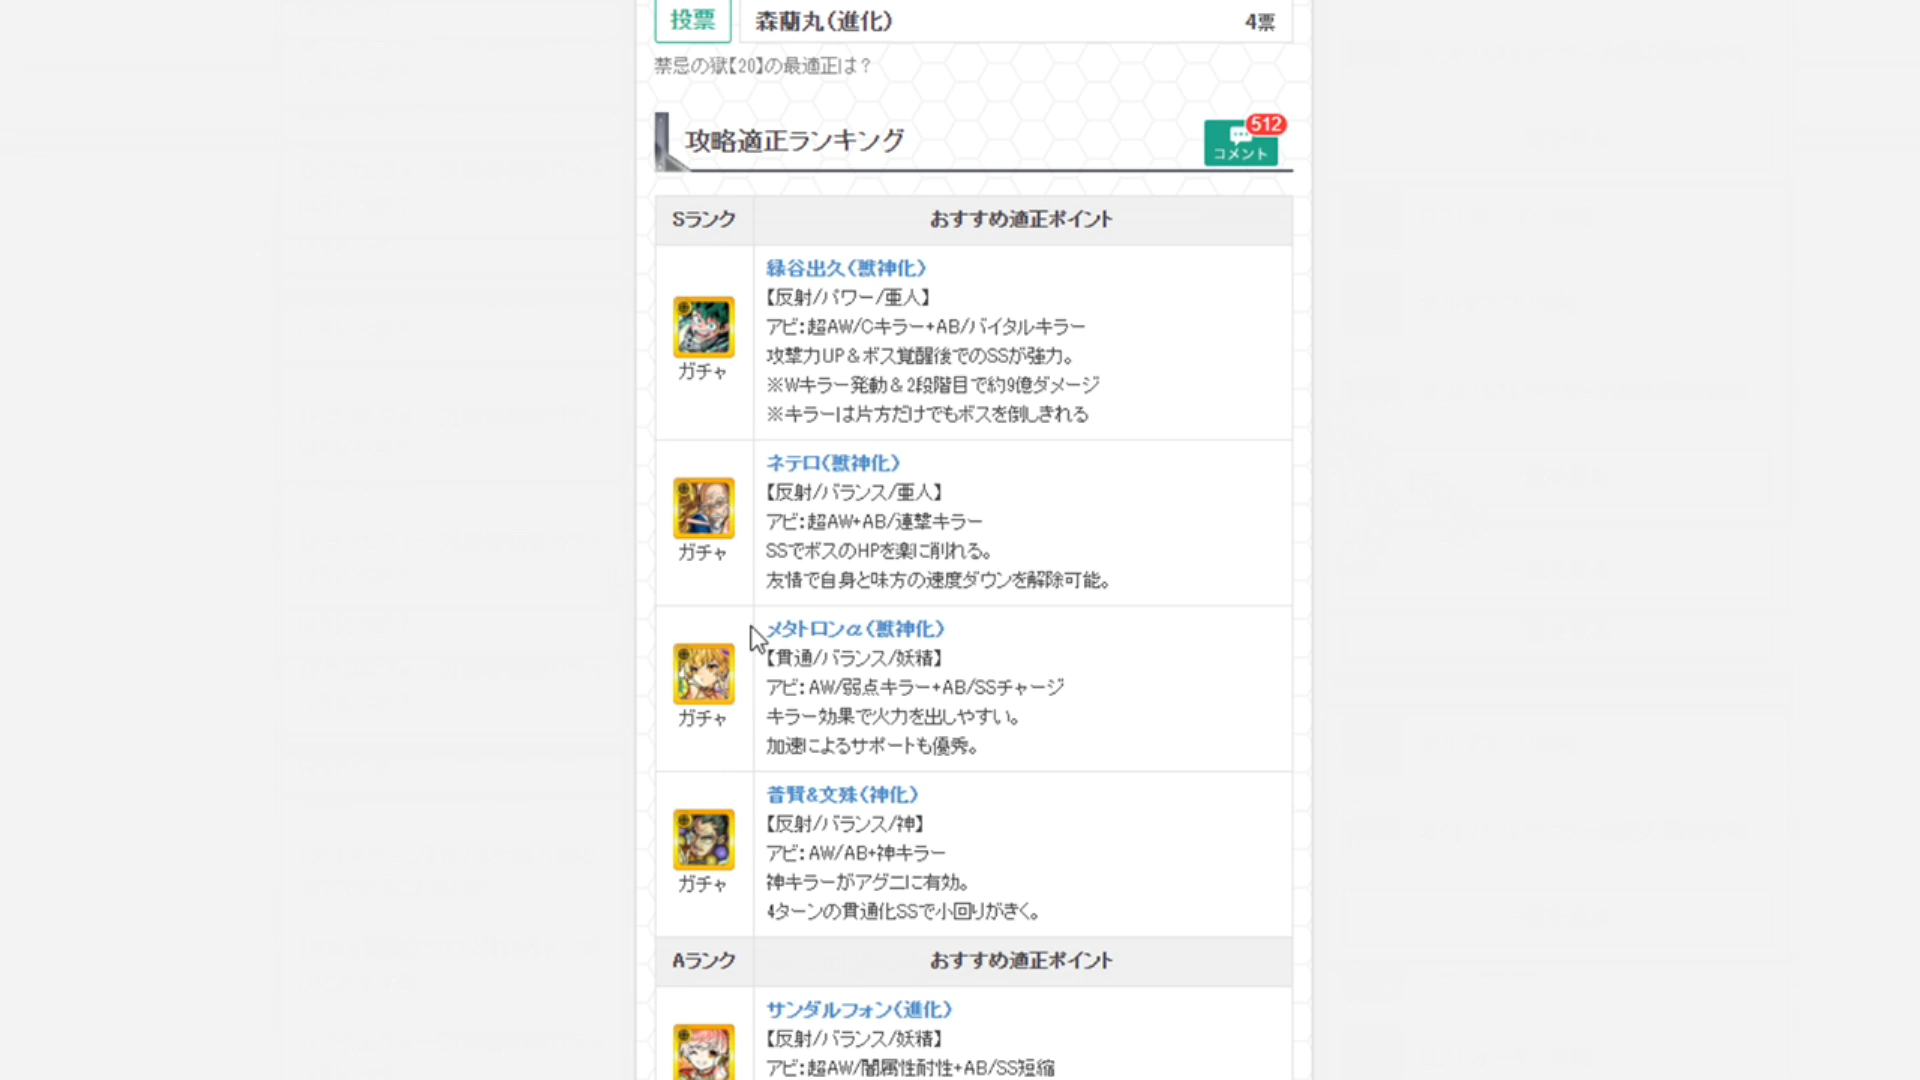 投票
森蘭丸(進化)
4票
禁忌の獄【20】の最適正は？
攻略適正ランキング
512
コメント
Sランク
おすすめ適正ポイント
緑谷出久〈獣神化〉
【反射/パワー/亜人】
アビ：超AW/Cキラー+AB/バイタルキラー
攻撃力UP＆ボス覚醒後でのSSが強力。
※Wキラー発動＆2段階目で約9億ダメージ
※キラーは片方だけでもボスを倒しきれる
ガチャ
ネテロ〈獣神化〉
【反射/バランス/亜人】
アビ：超AW+AB/連撃キラー
SSでボスのHPを楽に削れる。
友情で自身と味方の速度ダウンを解除可能。
ガチャ
メタトロンα〈獣神化〉
【貫通/バランス/妖精】
アビ：AW/弱点キラー+AB/SSチャージ
キラー効果で火力を出しやすい。
加速によるサポートも優秀。
ガチャ
普賢&文殊〈神化〉
【反射/バランス/神】
アビ：AW/AB+神キラー
神キラーがアグニに有効。
4ターンの貫通化SSで小回りがきく。
ガチャ
Aランク
おすすめ適正ポイント
サンダルフォン〈進化〉
【反射/バランス/妖精】
アビ：超AW/闇属性耐性+AB/SS短縮